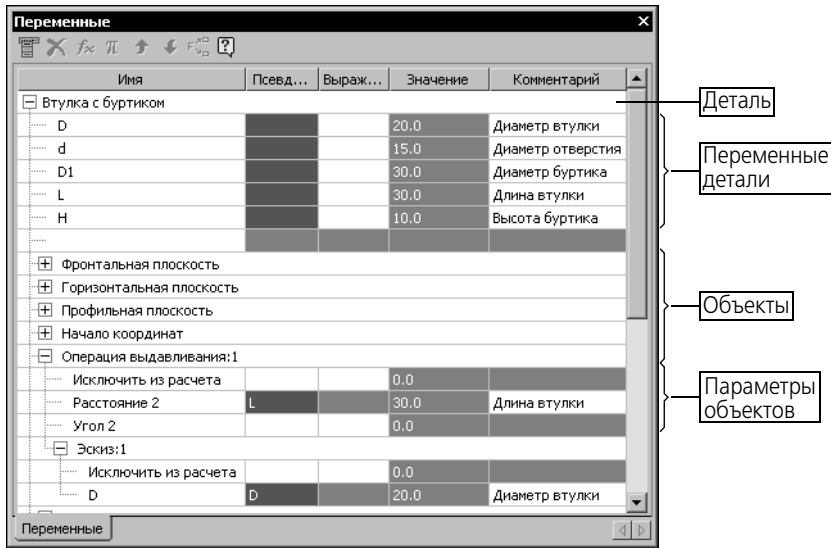 Переменные
Имя Псевд... Выраж... Значение Комментарий
Втулка с буртиком
D 20.0 Диаметр втулки
d 15.0 Диаметр отверстия
D1 30.0 Диаметр буртика
L 30.0 Длина втулки
H 10.0 Высота буртика
Фронтальная плоскость
Горизонтальная плоскость
Профильная плоскость
Начало координат
Операция выдавливания:1
Исключить из расчета 0.0
Расстояние 2 L 30.0 Длина втулки
Угол 2 0.0
Эскиз:1
Исключить из расчета 0.0
D D 20.0 Диаметр втулки
Переменные
Деталь
Переменные
детали
Объекты
Параметры
объектов